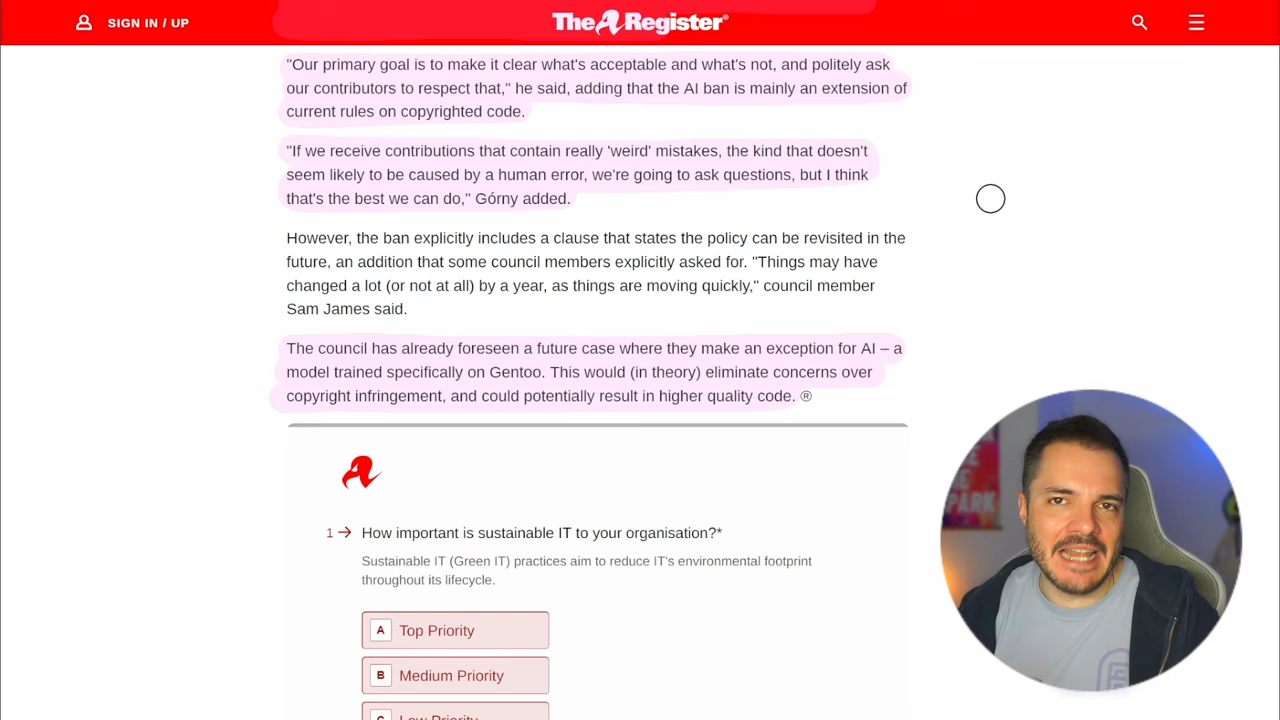 SIGN IN / UP
The Register®
"Our primary goal is to make it clear what's acceptable and what's not, and politely ask
our contributors to respect that," he said, adding that the AI ban is mainly an extension of
current rules on copyrighted code.
"If we receive contributions that contain really 'weird' mistakes, the kind that doesn't
seem likely to be caused by a human error, we're going to ask questions, but I think
that's the best we can do," Górny added.
However, the ban explicitly includes a clause that states the policy can be revisited in the
future, an addition that some council members explicitly asked for. "Things may have
changed a lot (or not at all) by a year, as things are moving quickly," council member
Sam James said.
The council has already foreseen a future case where they make an exception for AI – a
model trained specifically on Gentoo. This would (in theory) eliminate concerns over
copyright infringement, and could potentially result in higher quality code. ®
1 → How important is sustainable IT to your organisation?*
Sustainable IT (Green IT) practices aim to reduce IT's environmental footprint
throughout its lifecycle.
A Top Priority
B Medium Priority
C Low Priority
PARK